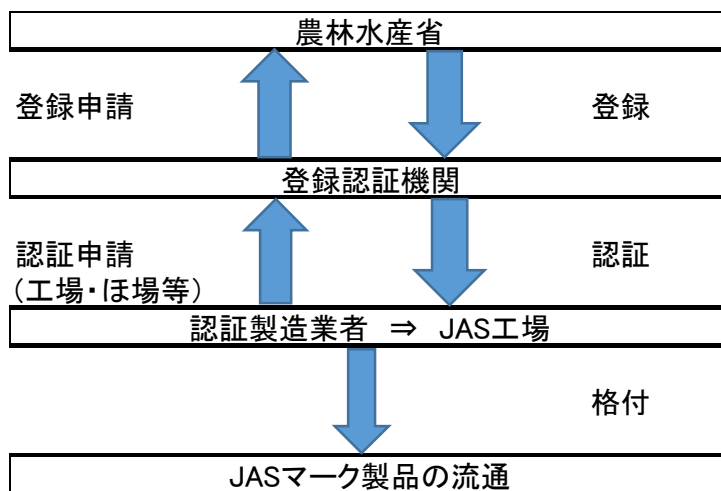 農林水産省
登録申請
登録
登録認証機関
認証申請
(工場・ほ場等)
認証
認証製造業者 ⇒ JAS工場
格付
JASマーク製品の流通